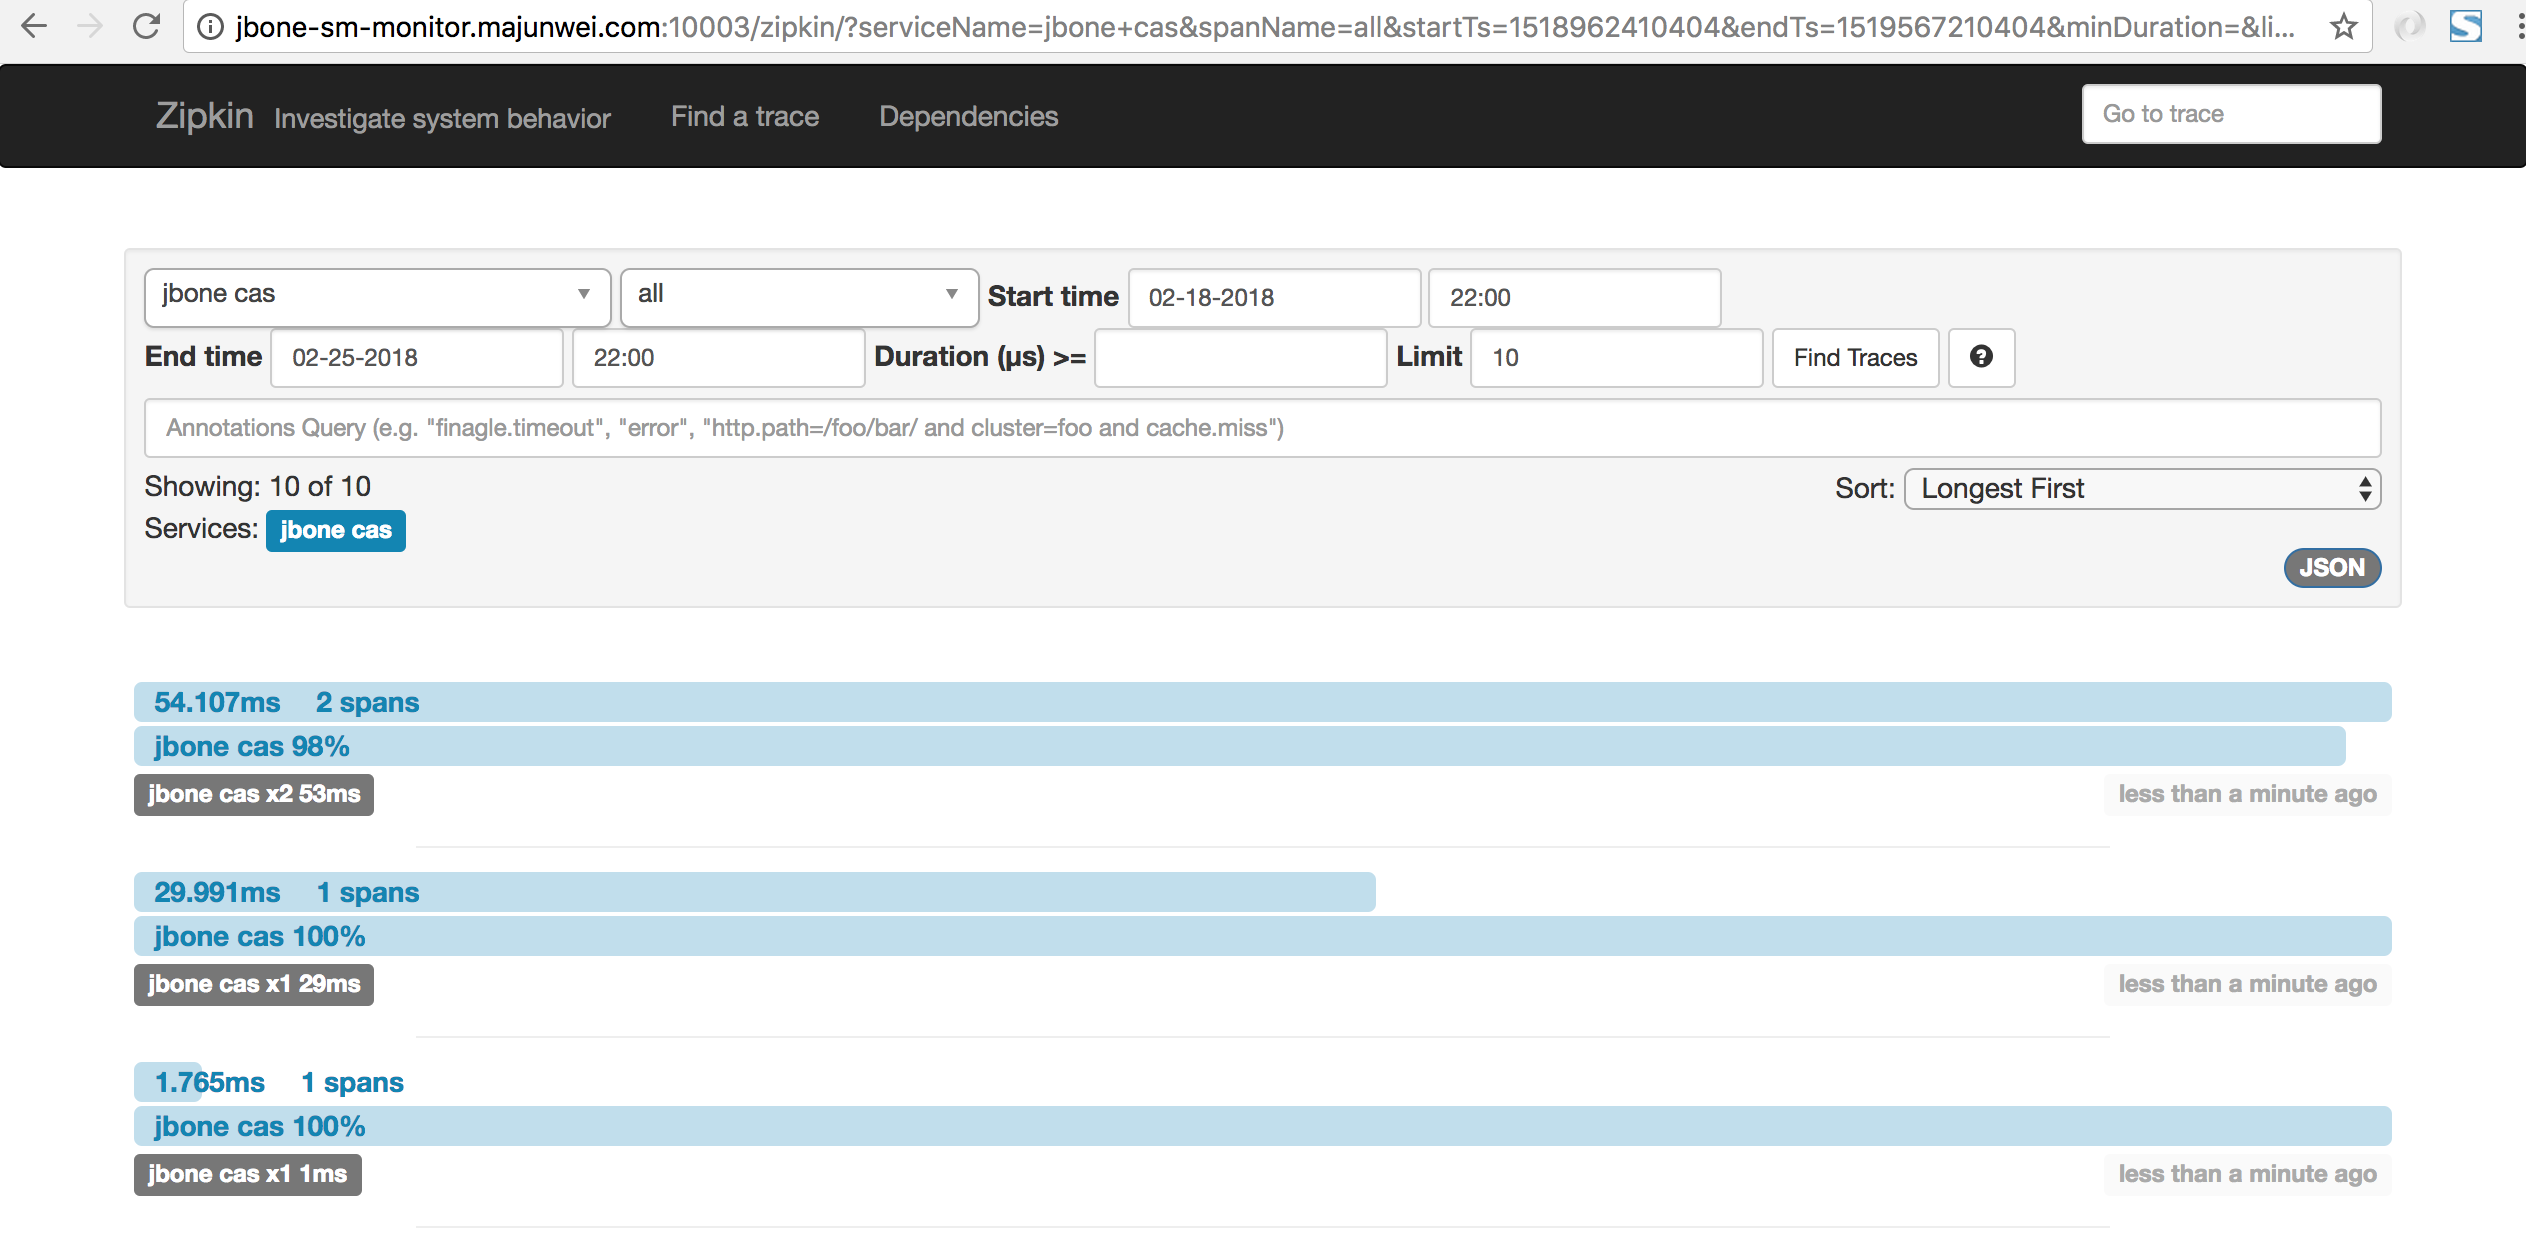 jbone-sm-monitor.majunwei.com:10003/zipkin/?serviceName=jbone+cas&spanName=all&startTs=1518962410404&endTs=1519567210404&minDuration=&li...
Zipkin Investigate system behavior Find a trace Dependencies Go to trace
jbone cas all Start time 02-18-2018 22:00
End time 02-25-2018 22:00 Duration (µs) >= Limit 10 Find Traces
Annotations Query (e.g. "finagle.timeout", "error", "http.path=/foo/bar/ and cluster=foo and cache.miss")
Showing: 10 of 10 Sort: Longest First
Services: jbone cas
JSON
54.107ms 2 spans
jbone cas 98%
jbone cas x2 53ms less than a minute ago
29.991ms 1 spans
jbone cas 100%
jbone cas x1 29ms less than a minute ago
1.765ms 1 spans
jbone cas 100%
jbone cas x1 1ms less than a minute ago